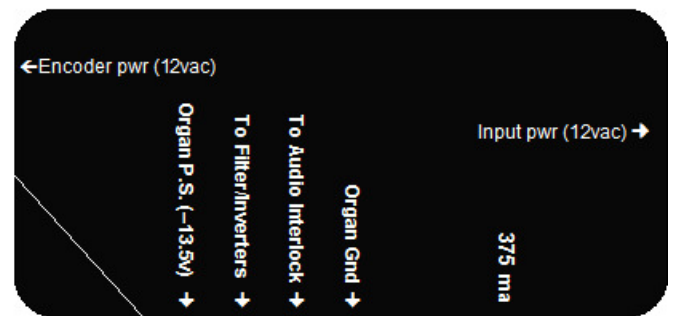 ←Encoder pwr (12vac)
Input pwr (12vac) →
Organ P.S. (–13.5v) →
To Filter/Inverters →
To Audio Interlock →
Organ Gnd →
375 ma